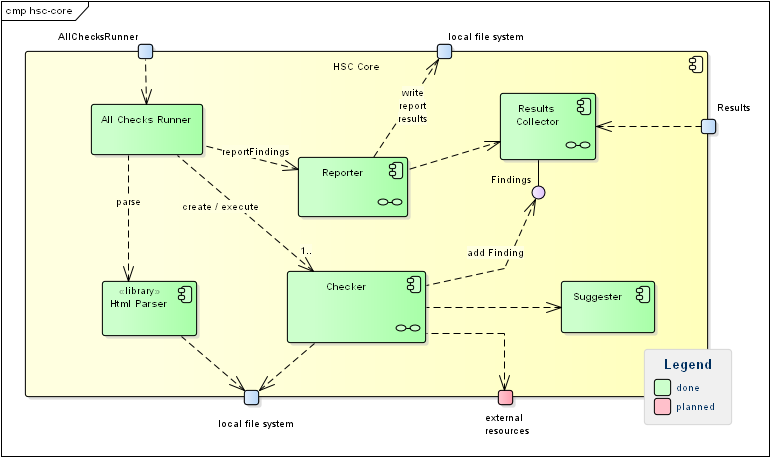 cmp hsc-core
AllChecksRunner
local file system
HSC Core
Results
All Checks Runner
write
report
results
Results
Collector
reportFindings
Reporter
Findings
parse
create / execute
1..
add Finding
«library»
Html Parser
Checker
Suggester
Legend
done
planned
local file system
external
resources